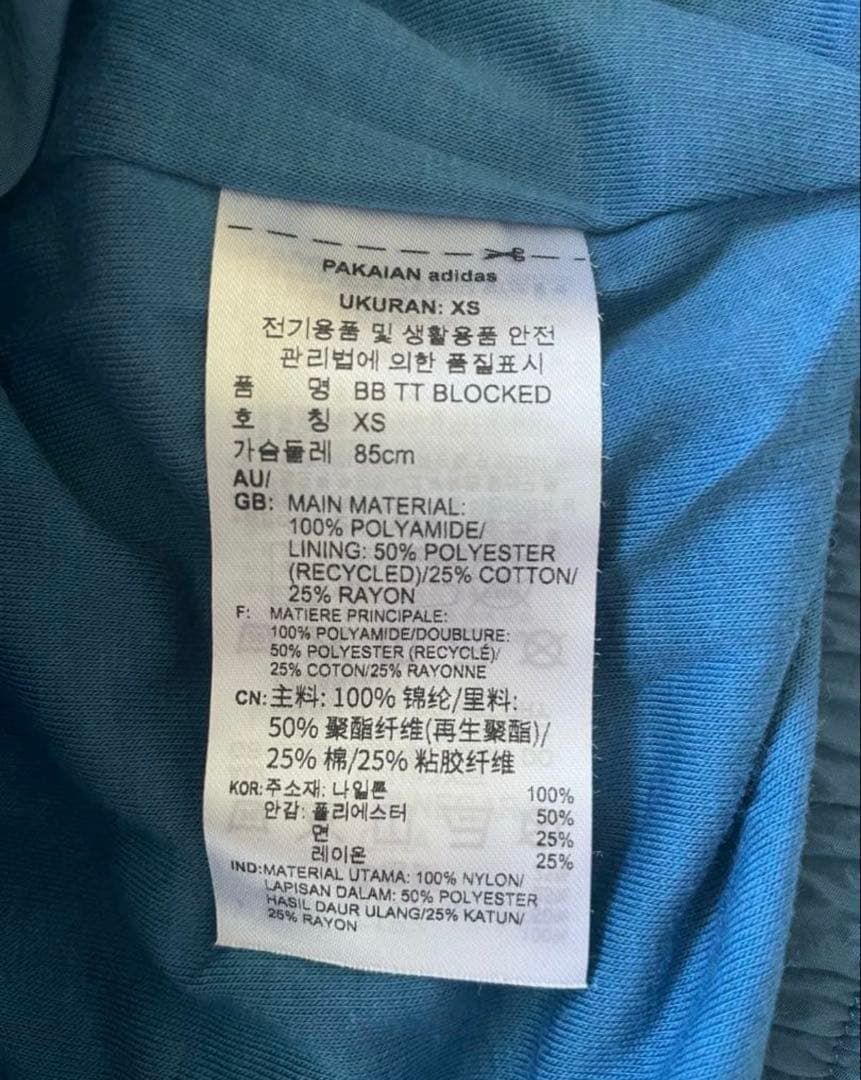 PAKAIAN adidas
UKURAN: XS
전기용품 및 생활용품 안전
관리법에 의한 품질표시
품 명 BB TT BLOCKED
호 칭 XS
가슴둘레 85cm
AU/
GB: MAIN MATERIAL:
100% POLYAMIDE/
LINING: 50% POLYESTER
(RECYCLED)/25% COTTON/
25% RAYON
F: MATIERE PRINCIPALE:
100% POLYAMIDE/DOUBLURE:
50% POLYESTER (RECYCLÉ)/
25% COTON/25% RAYONNE
CN: 主料: 100% 锦纶/里料:
50% 聚酯纤维(再生聚酯)/
25% 棉/25% 粘胶纤维
KOR: 주소재: 나일론 100%
안감: 폴리에스터 50%
면 25%
레이온 25%
IND: MATERIAL UTAMA: 100% NYLON/
LAPISAN DALAM: 50% POLYESTER
HASIL DAUR ULANG/25% KATUN/
25% RAYON